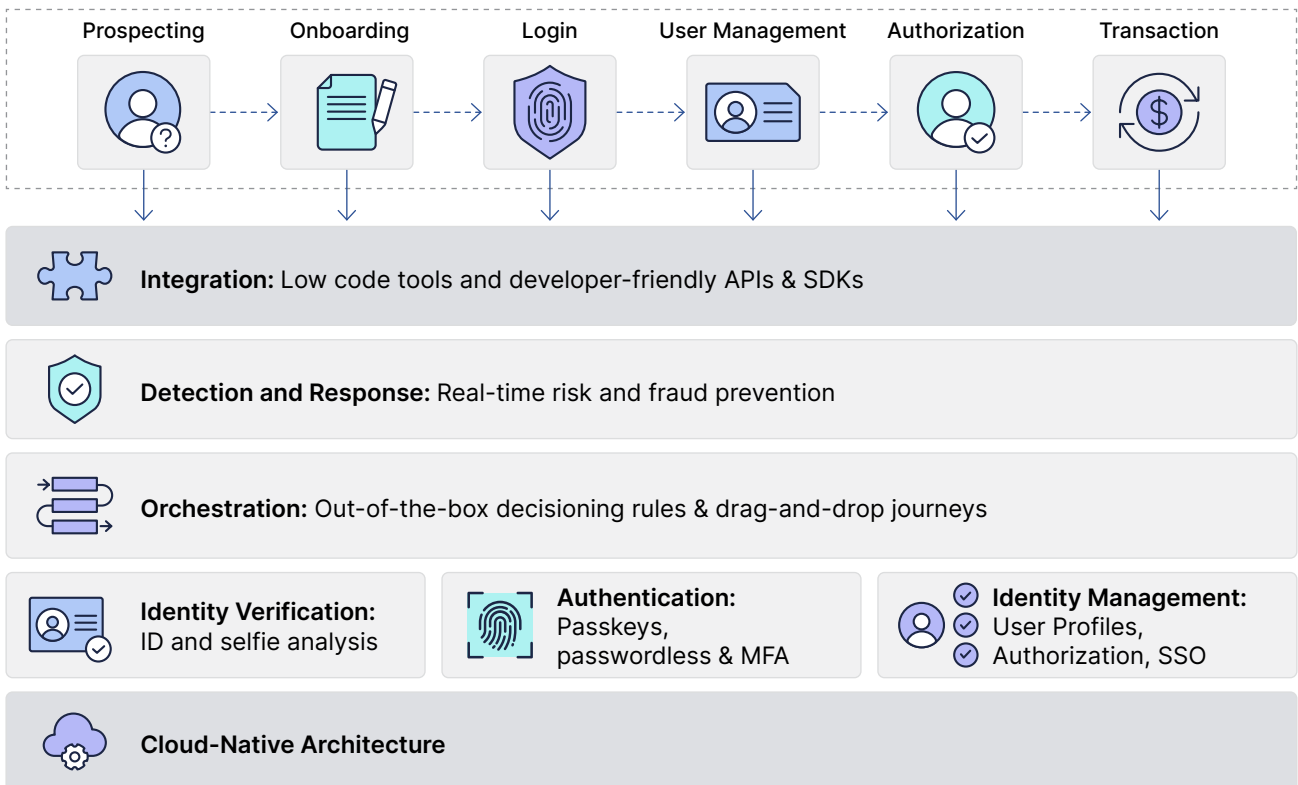 Prospecting
Onboarding
Login
User Management
Authorization
Transaction
?
$
Integration: Low code tools and developer-friendly APIs & SDKs
Detection and Response: Real-time risk and fraud prevention
Orchestration: Out-of-the-box decisioning rules & drag-and-drop journeys
Identity Verification:
ID and selfie analysis
Authentication:
Passkeys,
passwordless & MFA
Identity Management:
User Profiles,
Authorization, SSO
Cloud-Native Architecture